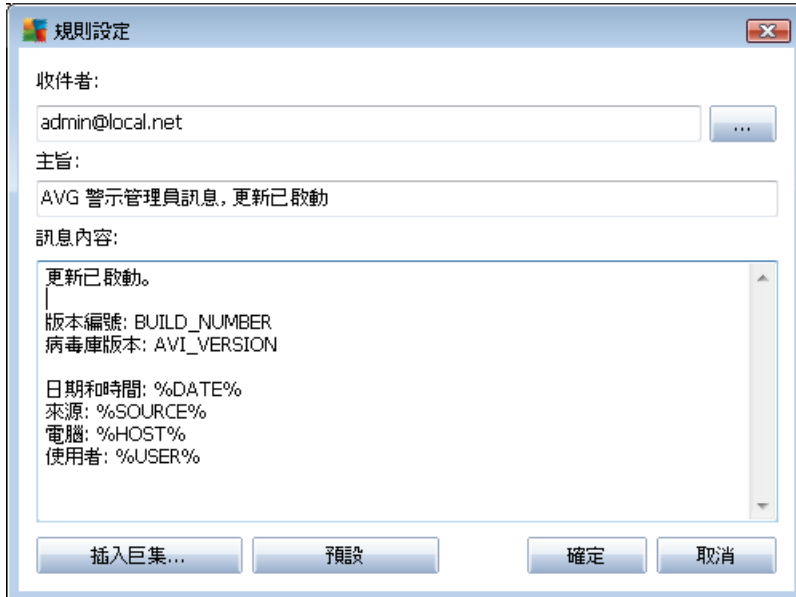 規則設定
收件者:
admin@local.net
...
主旨:
AVG 警示管理員訊息, 更新已啟動
訊息內容:
更新已啟動。
版本編號: BUILD_NUMBER
病毒庫版本: AVI_VERSION
日期和時間: %DATE%
來源: %SOURCE%
電腦: %HOST%
使用者: %USER%
插入巨集... 預設 確定 取消